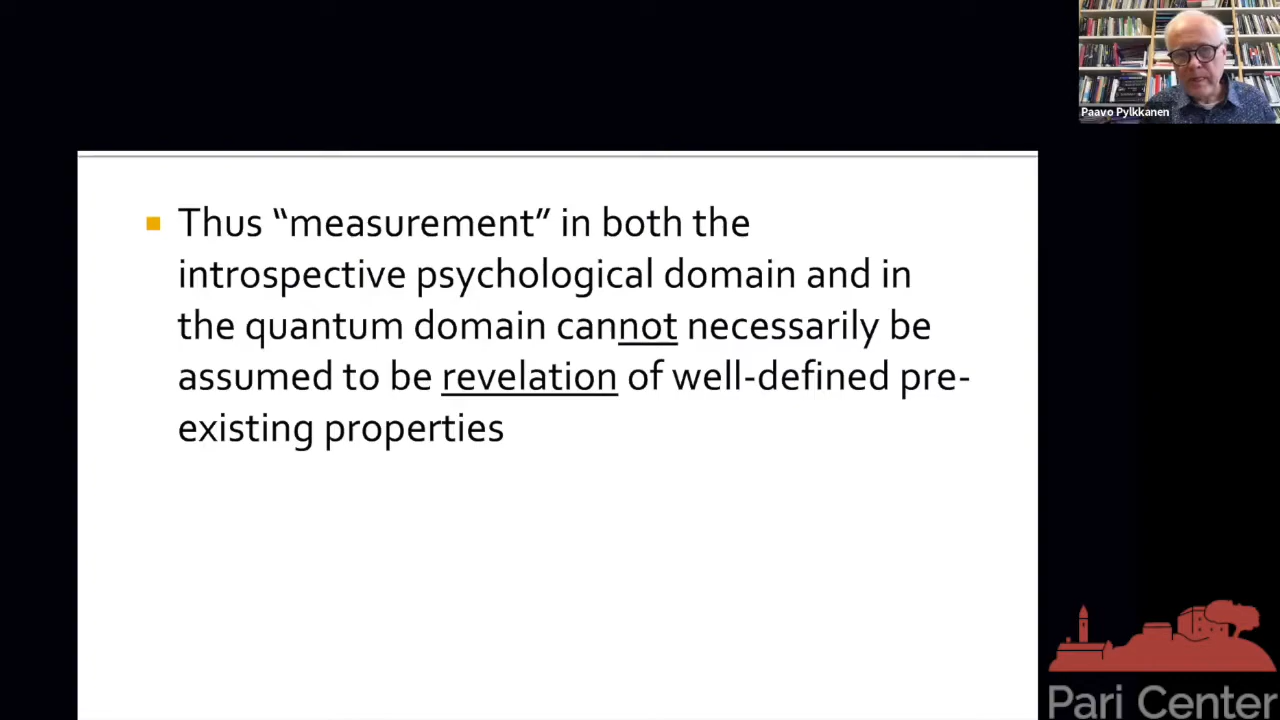 Paavo Pylkkanen
Thus “measurement” in both the
introspective psychological domain and in
the quantum domain cannot necessarily be
assumed to be revelation of well-defined pre-
existing properties
Pari Center